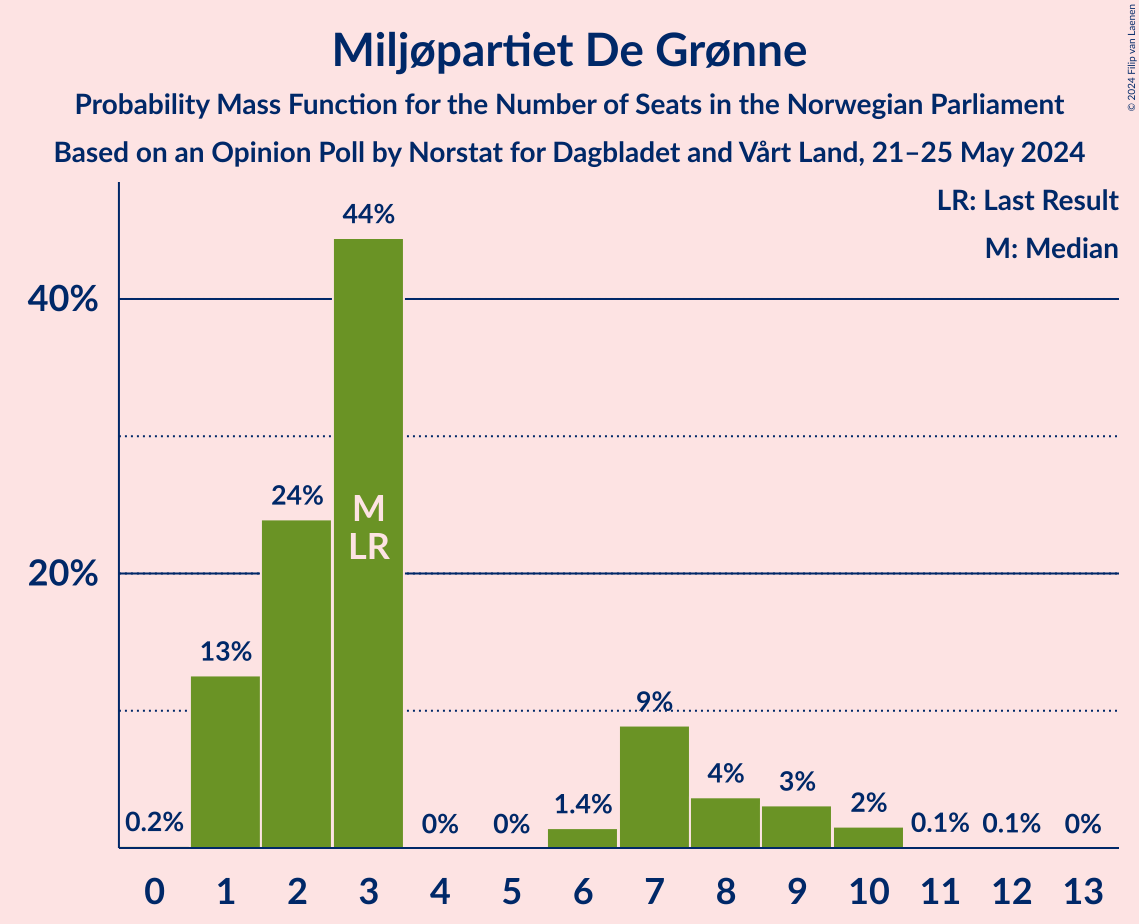 Miljøpartiet De Grønne
Probability Mass Function for the Number of Seats in the Norwegian Parliament
Based on an Opinion Poll by Norstat for Dagbladet and Vårt Land, 21–25 May 2024
© 2024 Filip van Laenen
LR: Last Result
M: Median
40%
20%
0.2%
13%
24%
44%
0%
0%
1.4%
9%
4%
3%
2%
0.1%
0.1%
0%
M
LR
0 1 2 3 4 5 6 7 8 9 10 11 12 13